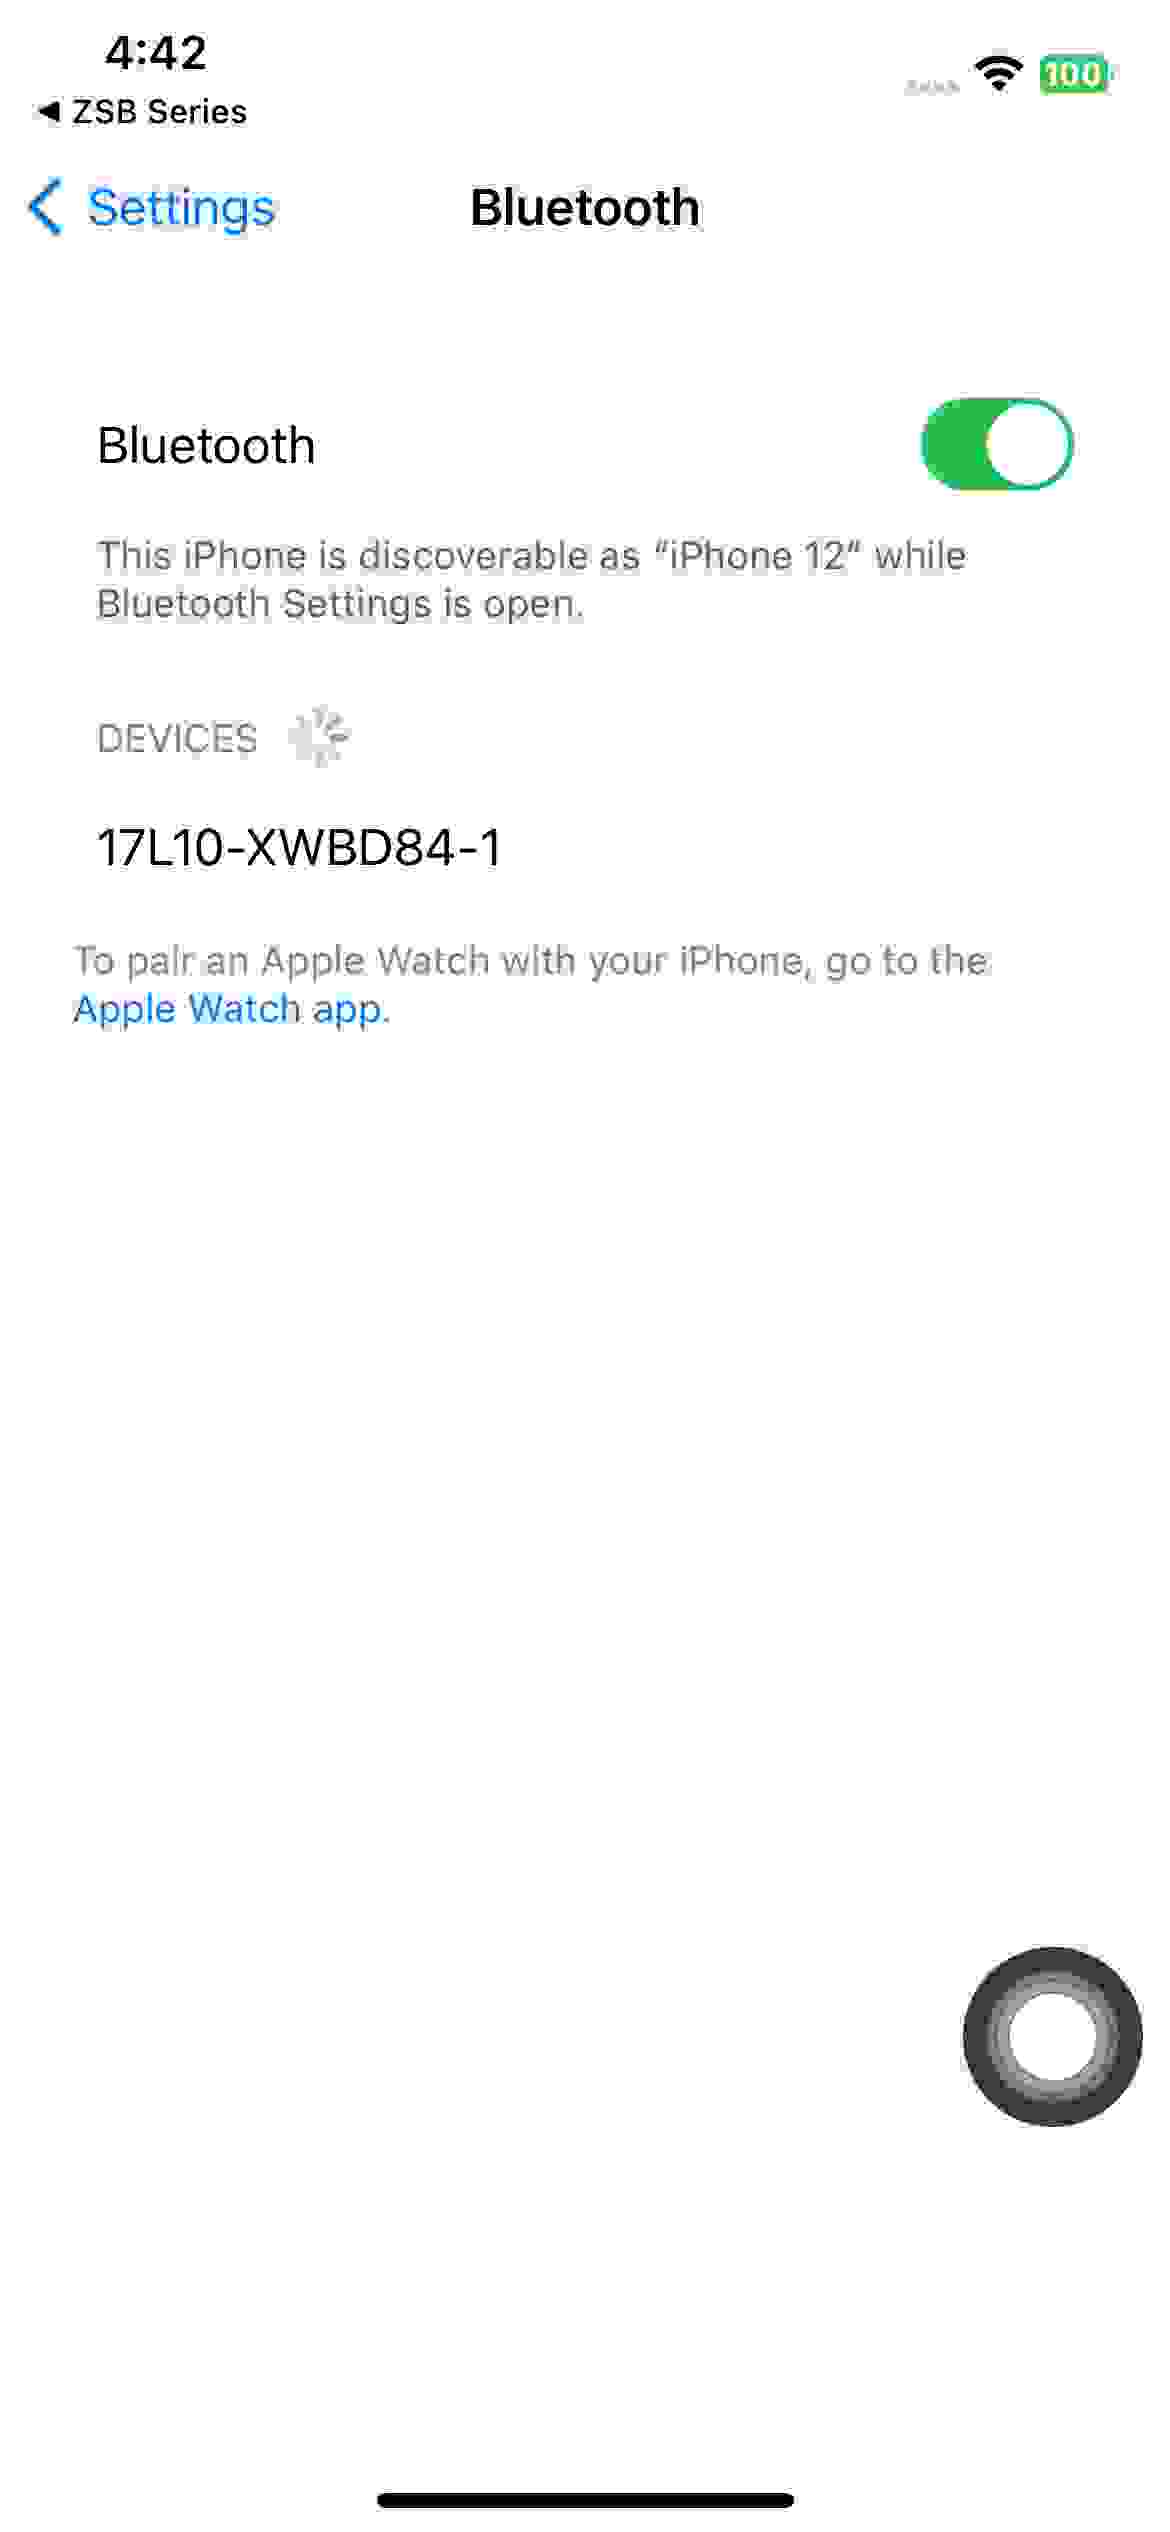 4:42
100
◀ ZSB Series
Settings
Bluetooth
Bluetooth
This iPhone is discoverable as “iPhone 12” while
Bluetooth Settings is open.
DEVICES
17L10-XWBD84-1
To pair an Apple Watch with your iPhone, go to the
Apple Watch app.